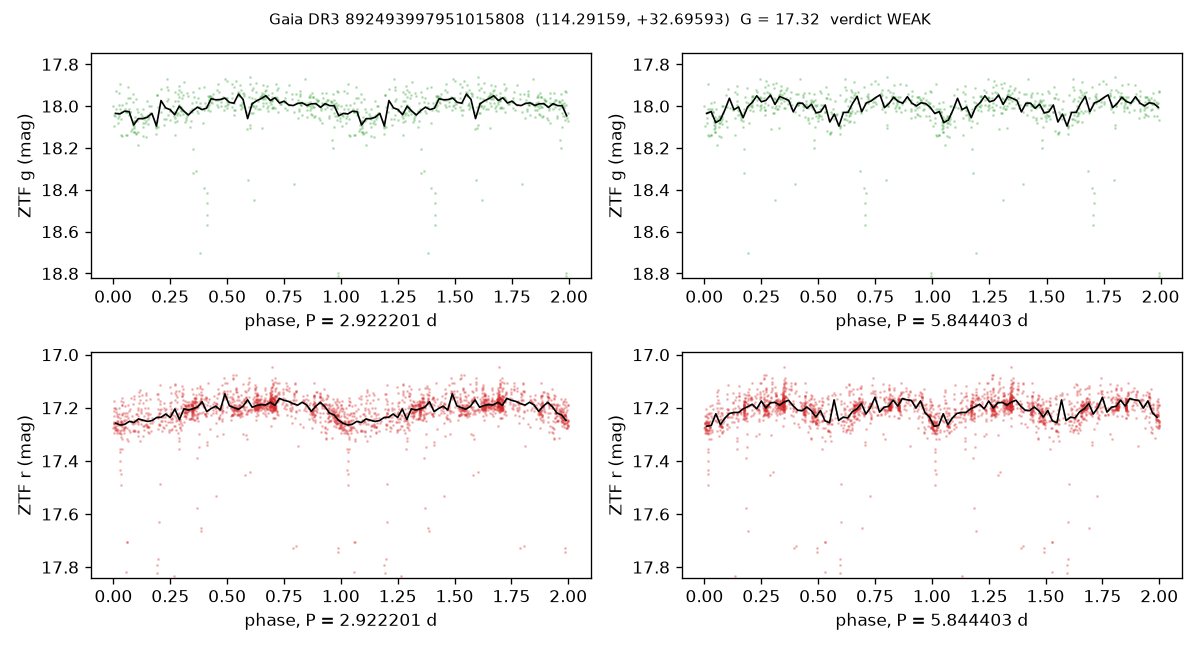 Gaia DR3 892493997951015808 (114.29159, +32.69593) G = 17.32 verdict WEAK
17.8
18.0
18.2
18.4
18.6
18.8
ZTF g (mag)
0.00 0.25 0.50 0.75 1.00 1.25 1.50 1.75 2.00
phase, P = 2.922201 d
17.8
18.0
18.2
18.4
18.6
18.8
ZTF g (mag)
0.00 0.25 0.50 0.75 1.00 1.25 1.50 1.75 2.00
phase, P = 5.844403 d
17.0
17.2
17.4
17.6
17.8
ZTF r (mag)
0.00 0.25 0.50 0.75 1.00 1.25 1.50 1.75 2.00
phase, P = 2.922201 d
17.0
17.2
17.4
17.6
17.8
ZTF r (mag)
0.00 0.25 0.50 0.75 1.00 1.25 1.50 1.75 2.00
phase, P = 5.844403 d